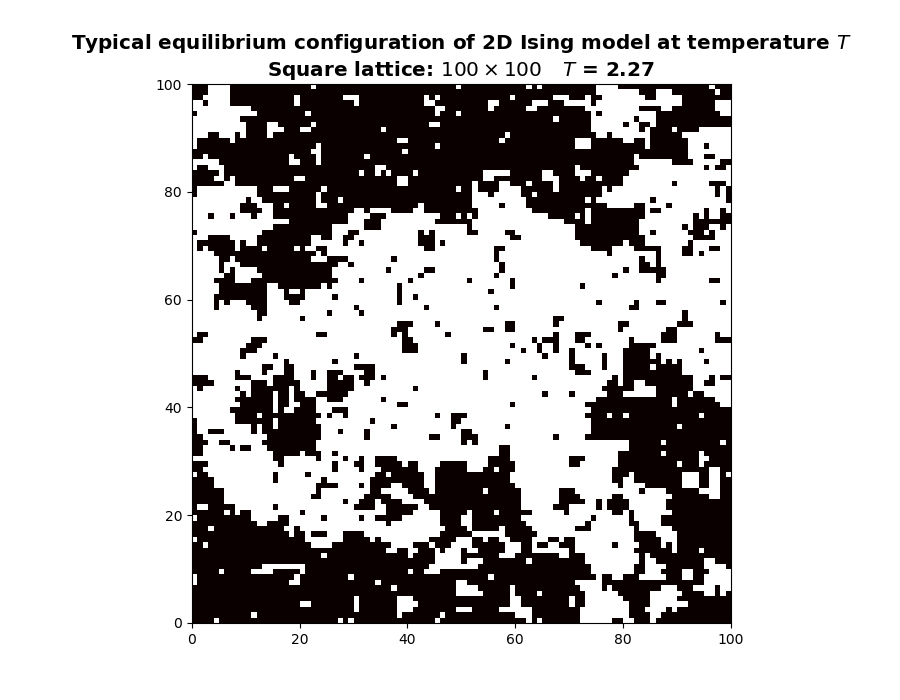 Typical equilibrium configuration of 2D Ising model at temperature T
Square lattice: 100 × 100 T = 2.27
100
80
60
40
20
0
0 20 40 60 80 100